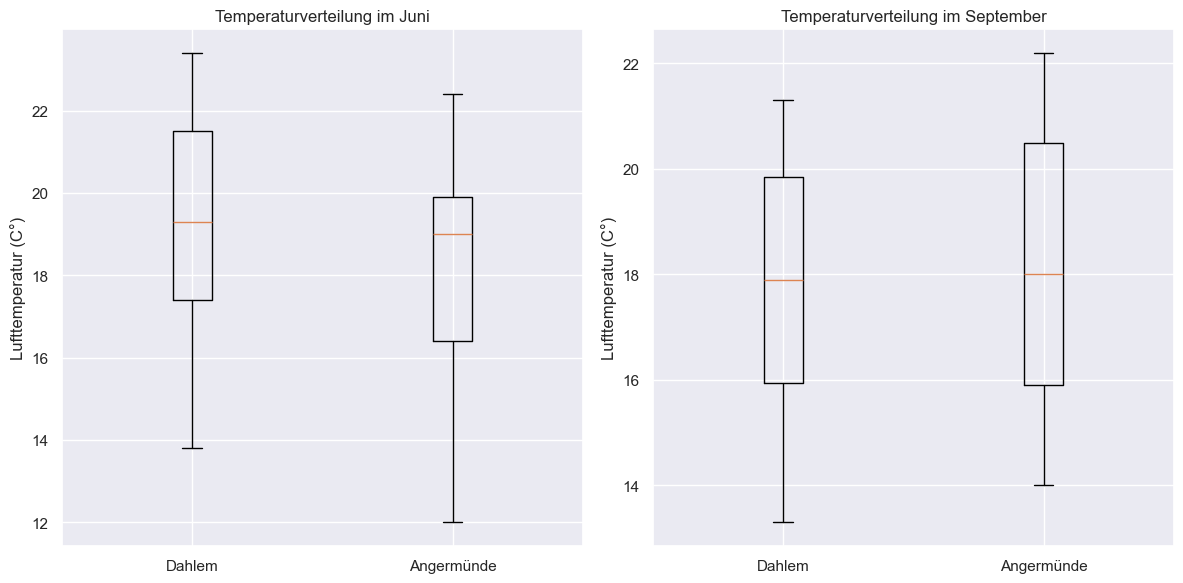 Temperaturverteilung im Juni
Lufttemperatur (C°)
22
20
18
16
14
12
Dahlem
Angermünde
Temperaturverteilung im September
Lufttemperatur (C°)
22
20
18
16
14
Dahlem
Angermünde